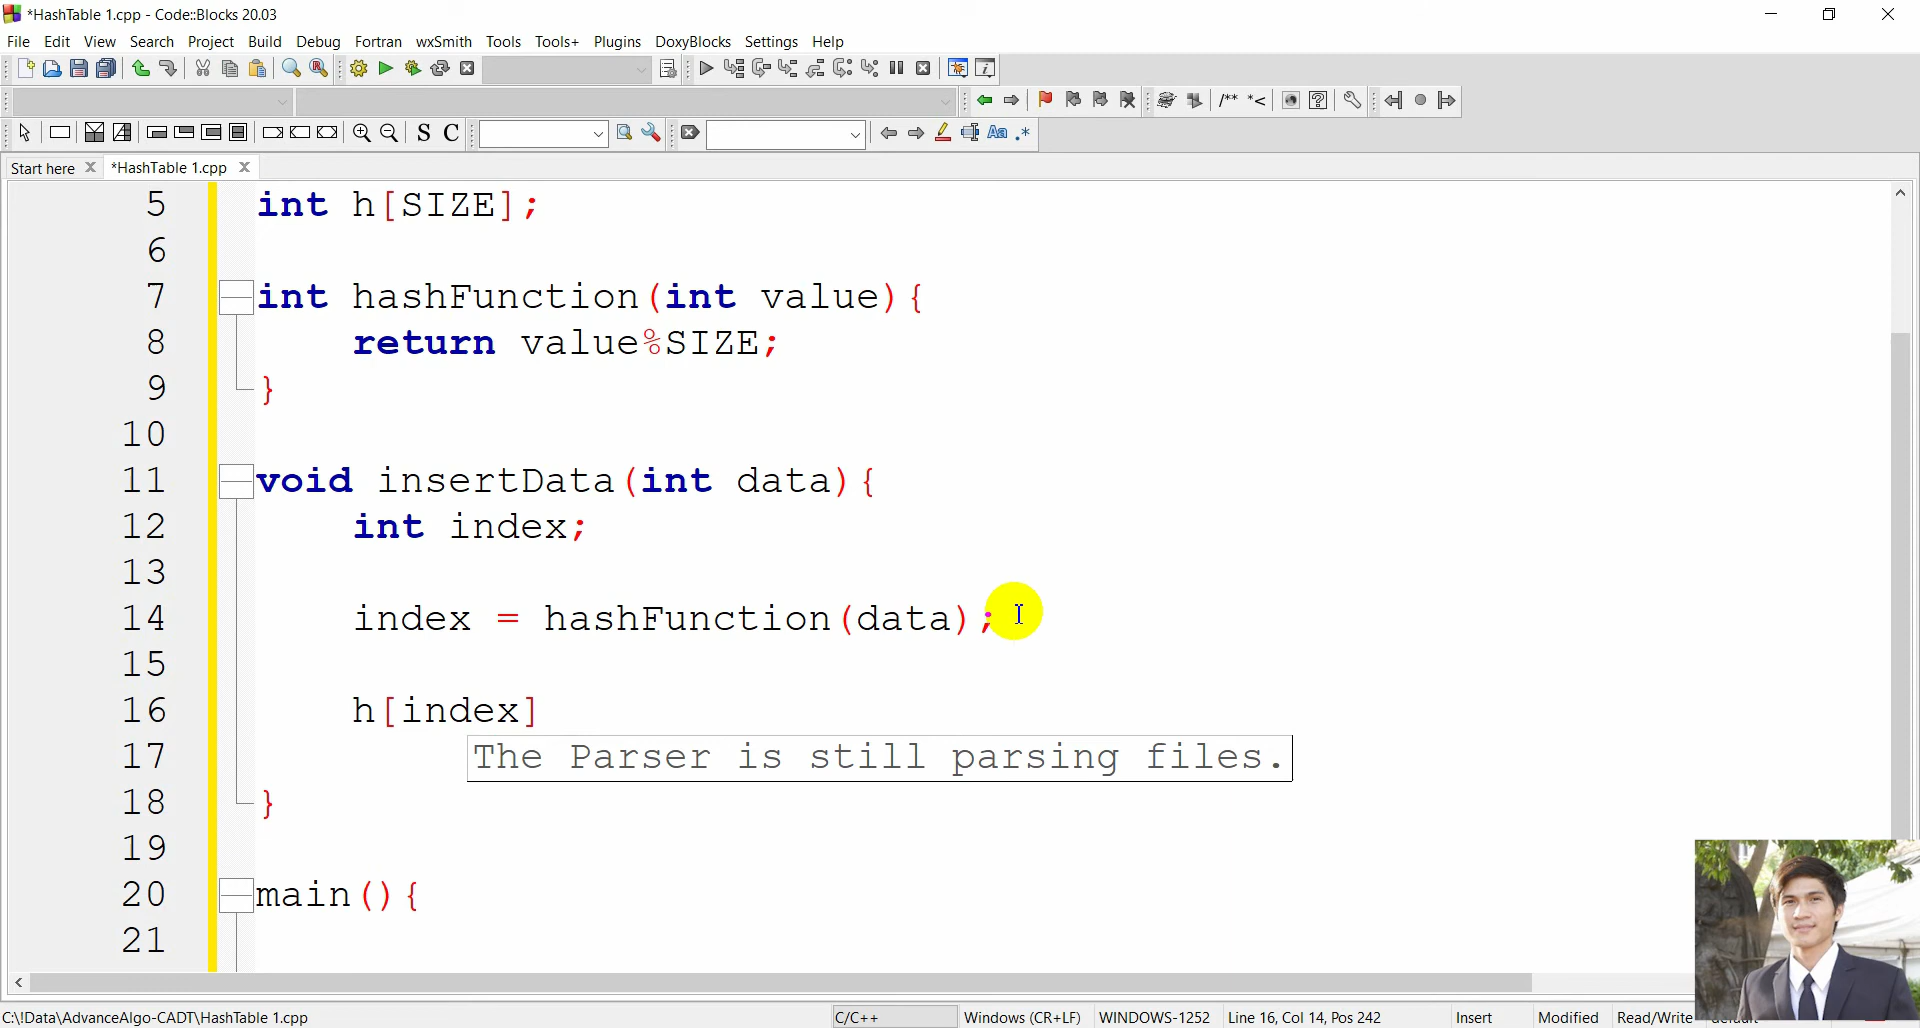 *HashTable 1.cpp - Code::Blocks 20.03
File Edit View Search Project Build Debug Fortran wxSmith Tools Tools+ Plugins DoxyBlocks Settings Help
/** *<
S C Aa .*
Start here *HashTable 1.cpp
5 int h[SIZE];
6
7 int hashFunction(int value){
8 return value%SIZE;
9 }
10
11 void insertData(int data){
12 int index;
13
14 index = hashFunction(data);
15
16 h[index]
17 The Parser is still parsing files.
18 }
19
20 main(){
21
C:\!Data\AdvanceAlgo-CADT\HashTable 1.cpp C/C++ Windows (CR+LF) WINDOWS-1252 Line 16, Col 14, Pos 242 Insert Modified Read/Write default